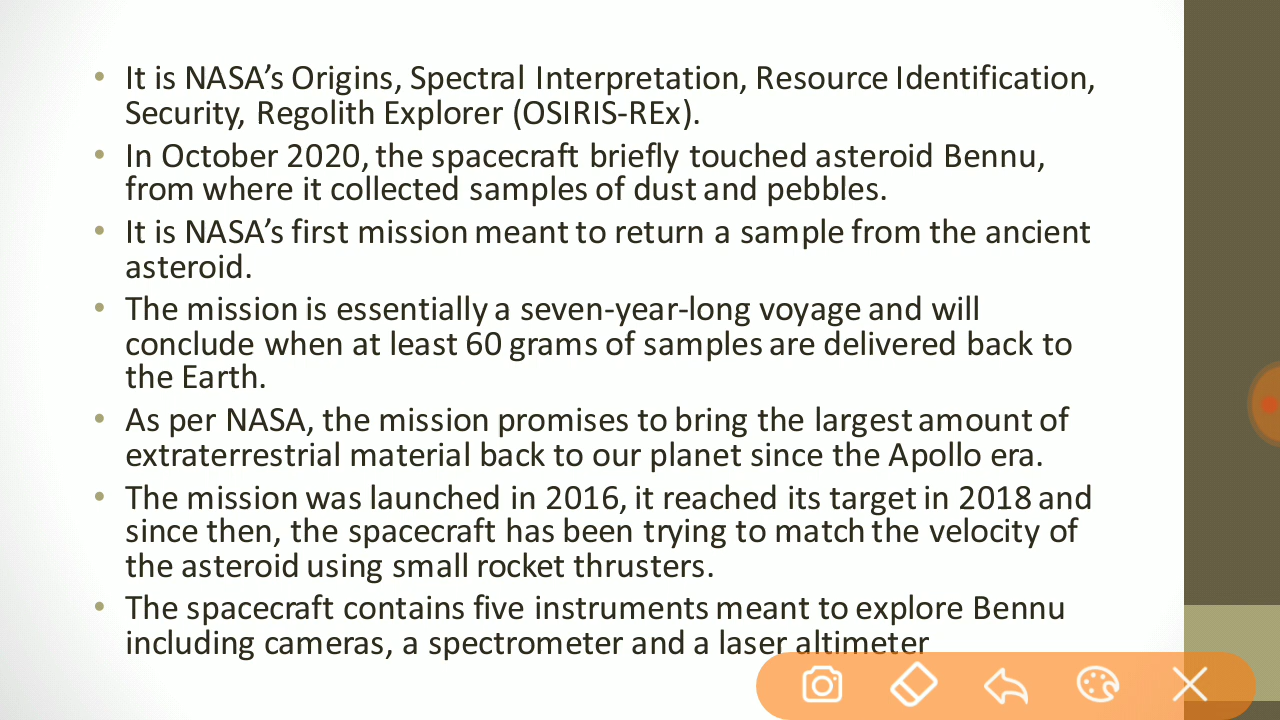 • It is NASA’s Origins, Spectral Interpretation, Resource Identification,
Security, Regolith Explorer (OSIRIS-REx).
• In October 2020, the spacecraft briefly touched asteroid Bennu,
from where it collected samples of dust and pebbles.
• It is NASA’s first mission meant to return a sample from the ancient
asteroid.
• The mission is essentially a seven-year-long voyage and will
conclude when at least 60 grams of samples are delivered back to
the Earth.
• As per NASA, the mission promises to bring the largest amount of
extraterrestrial material back to our planet since the Apollo era.
• The mission was launched in 2016, it reached its target in 2018 and
since then, the spacecraft has been trying to match the velocity of
the asteroid using small rocket thrusters.
• The spacecraft contains five instruments meant to explore Bennu
including cameras, a spectrometer and a laser altimeter